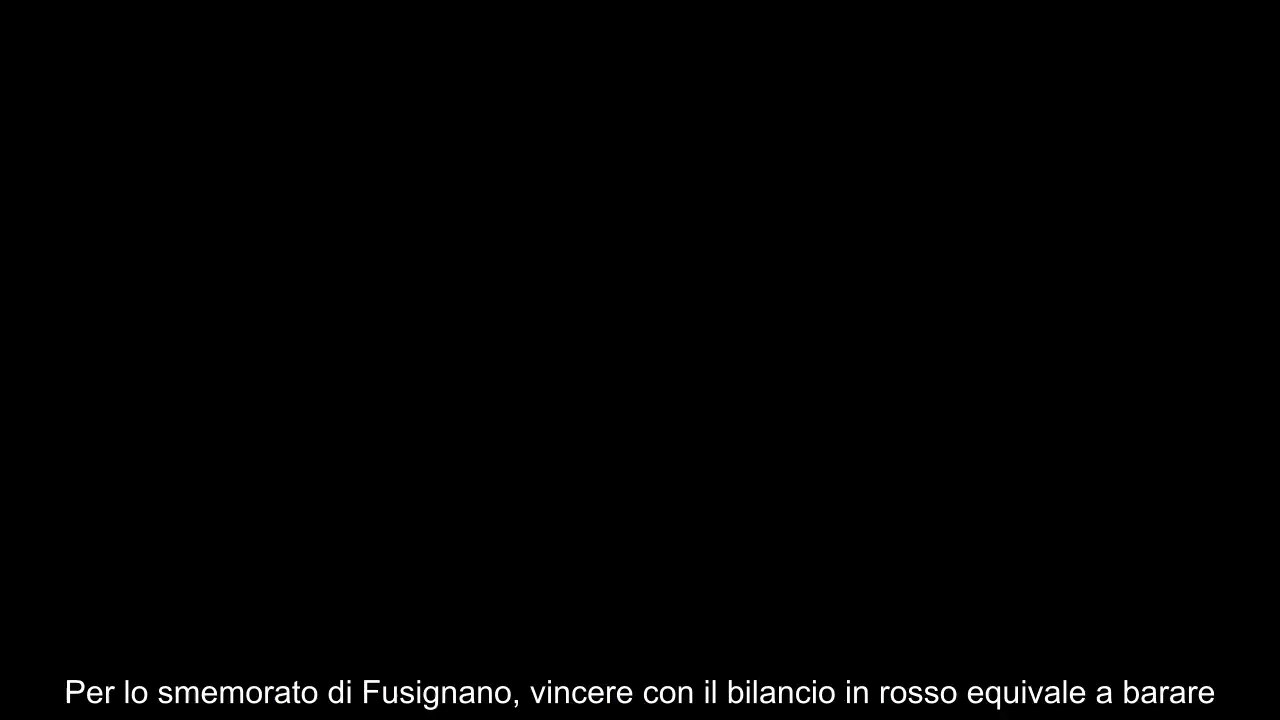 Per lo smemorato di Fusignano, vincere con il bilancio in rosso equivale a barare